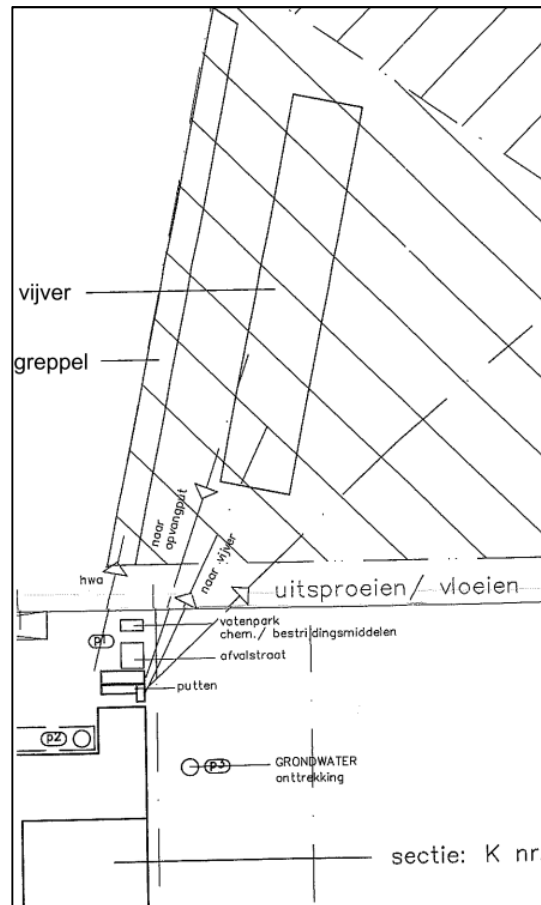 vijver
greppel
naar
opvangput
naar vijver
hwa
uitsproeien/ vloeien
vatenpark
chem./ bestridingsmiddelen
p1
afvalstraat
putten
p2
p3
GRONDWATER
onttrekking
sectie: K nr.